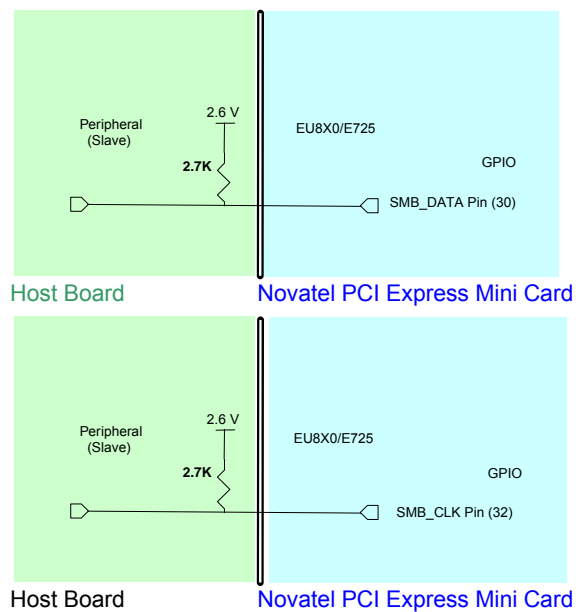 2.6 V
Peripheral
(Slave)
EU8X0/E725
2.7K
GPIO
SMB_DATA Pin (30)
Host Board
Novatel PCI Express Mini Card
2.6 V
Peripheral
(Slave)
EU8X0/E725
2.7K
GPIO
SMB_CLK Pin (32)
Host Board
Novatel PCI Express Mini Card